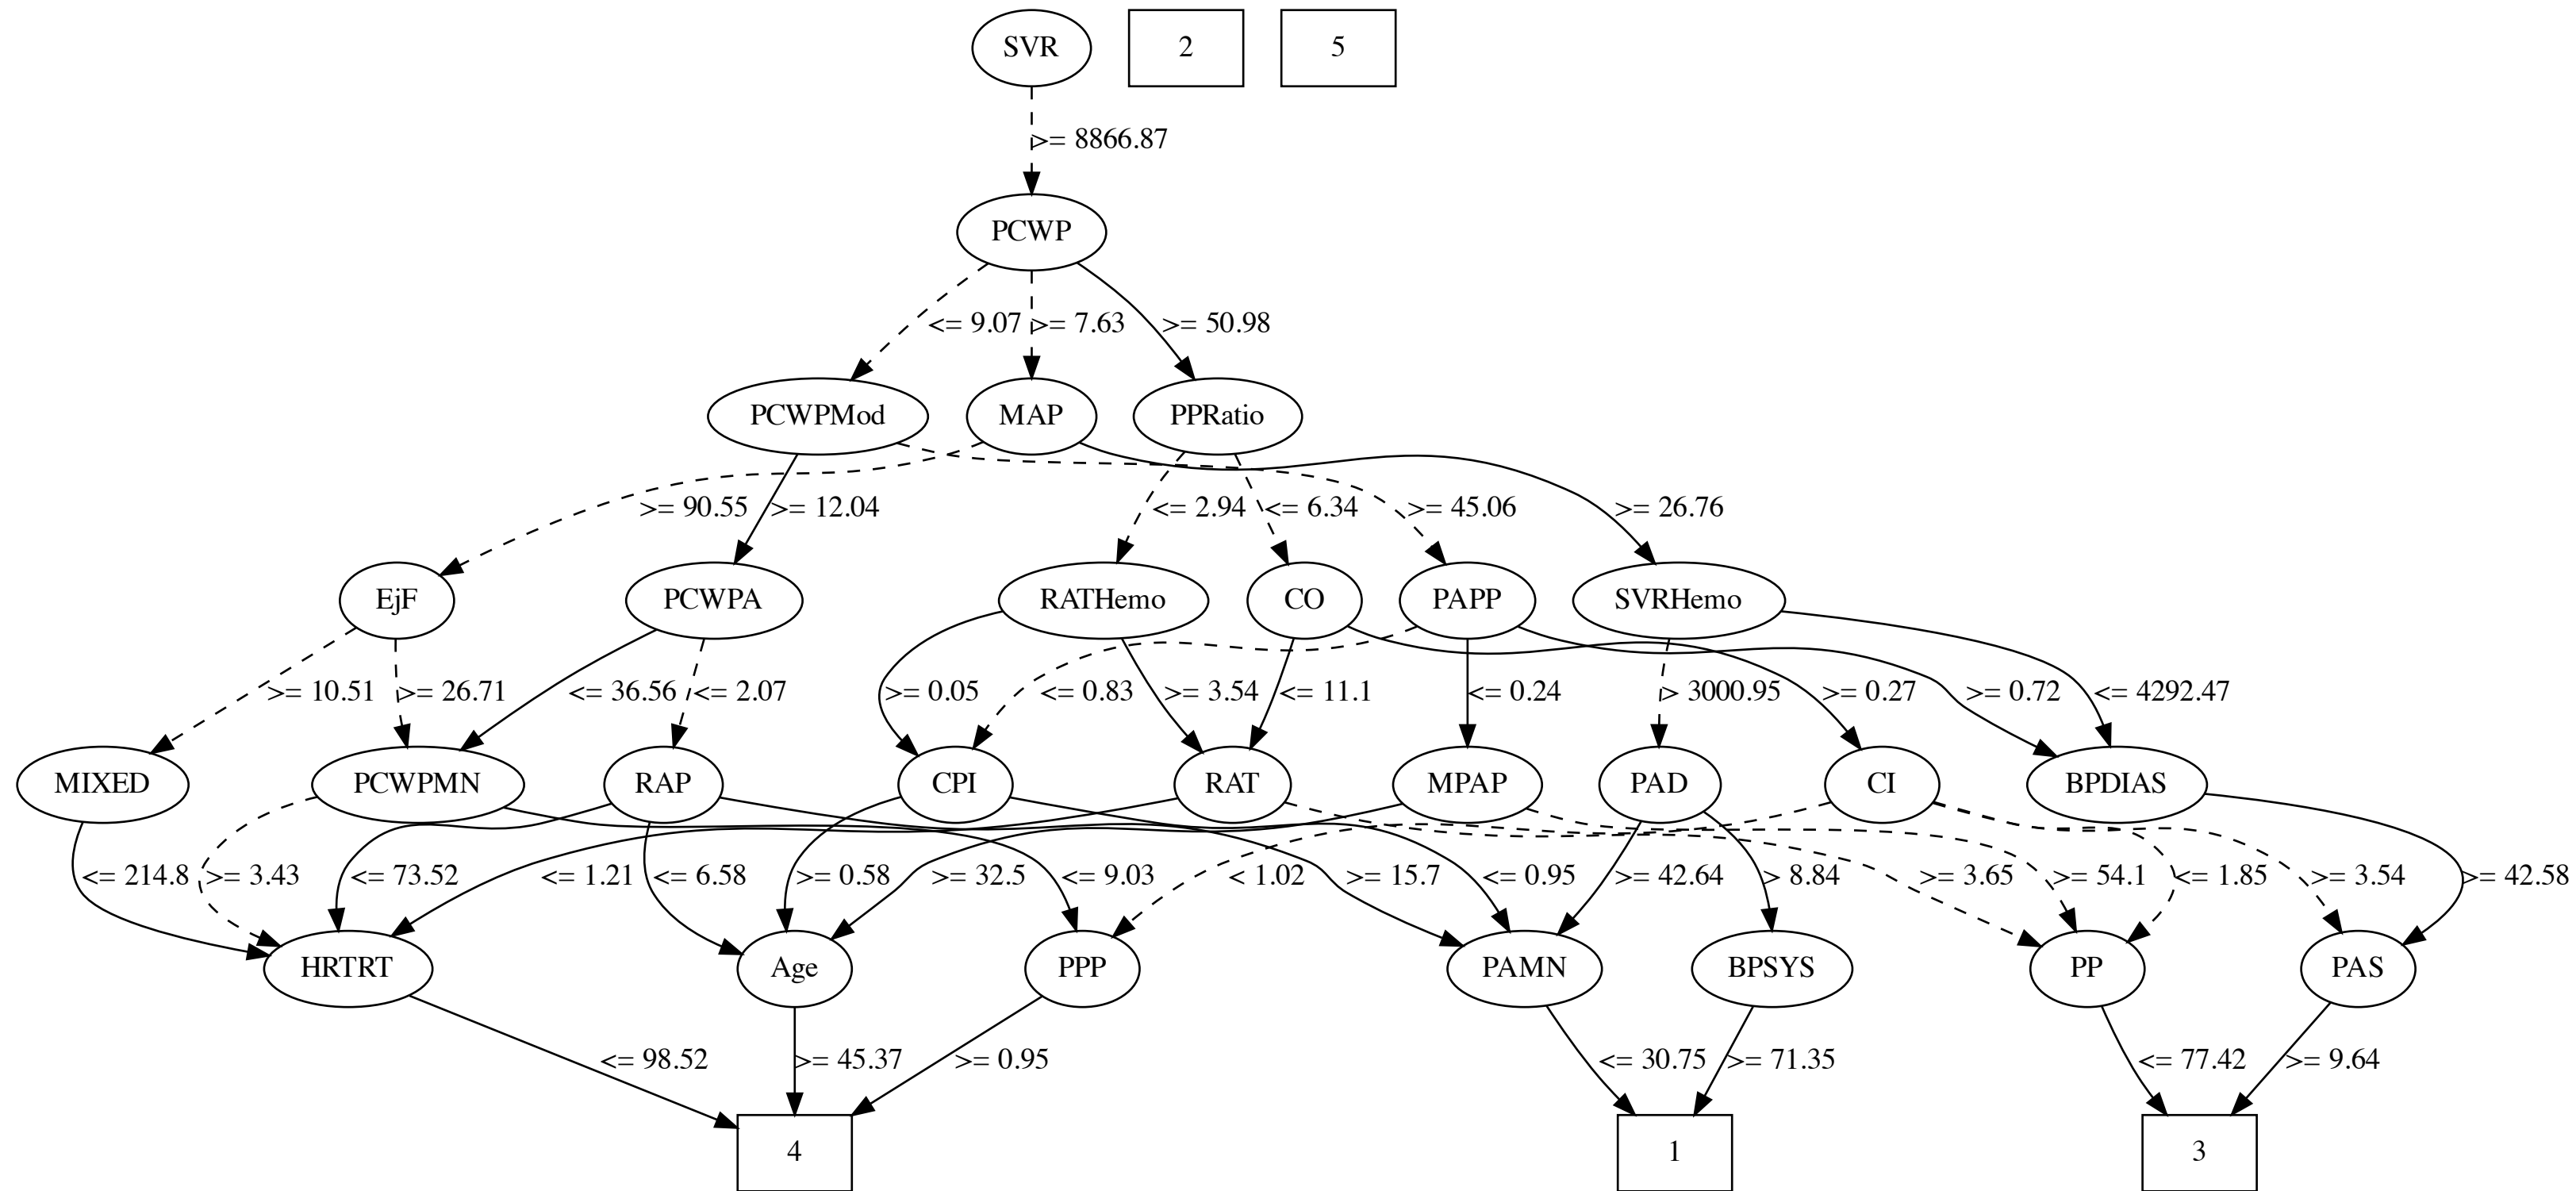 SVR
2
5
>= 8866.87
PCWP
<= 9.07
>= 7.63
>= 50.98
PCWPMod
MAP
PPRatio
>= 90.55
>= 12.04
<= 2.94
<= 6.34
>= 45.06
>= 26.76
EjF
PCWPA
RATHemo
CO
PAPP
SVRHemo
>= 10.51
>= 26.71
<= 36.56
<= 2.07
>= 0.05
>= 3.54
<= 11.1
<= 0.83
<= 0.24
> 3000.95
>= 0.27
>= 0.72
<= 4292.47
MIXED
PCWPMN
RAP
CPI
RAT
MPAP
PAD
CI
BPDIAS
<= 214.8
>= 3.43
<= 73.52
<= 1.21
<= 6.58
>= 0.58
>= 32.5
<= 9.03
< 1.02
>= 15.7
<= 0.95
>= 42.64
> 8.84
>= 3.65
>= 54.1
<= 1.85
>= 3.54
>= 42.58
HRTRT
Age
PPP
PAMN
BPSYS
PP
PAS
<= 98.52
>= 45.37
>= 0.95
<= 30.75
>= 71.35
<= 77.42
>= 9.64
4
1
3